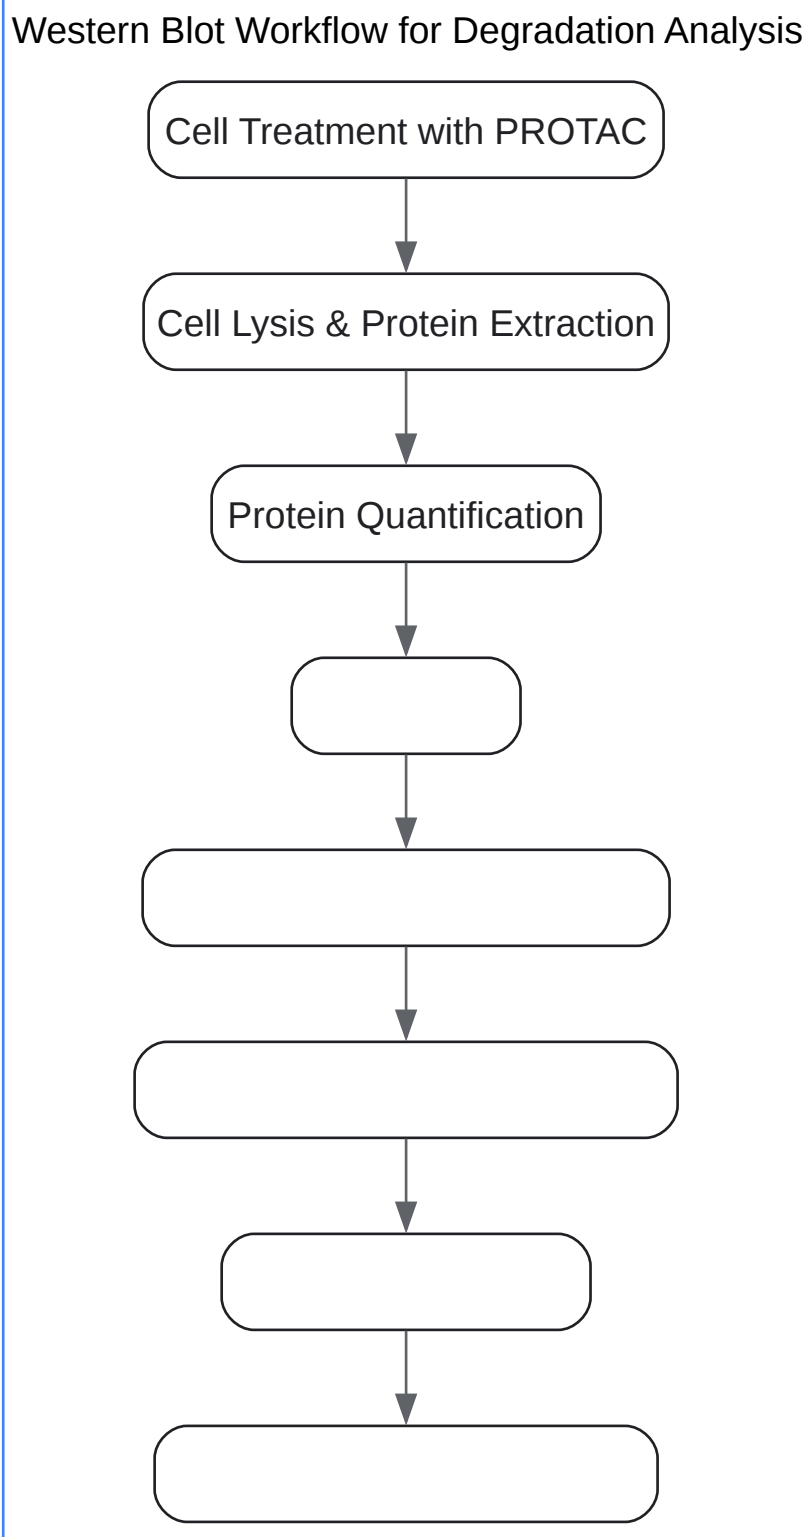 Western Blot Workflow for Degradation Analysis
Cell Treatment with PROTAC
Cell Lysis & Protein Extraction
Protein Quantification